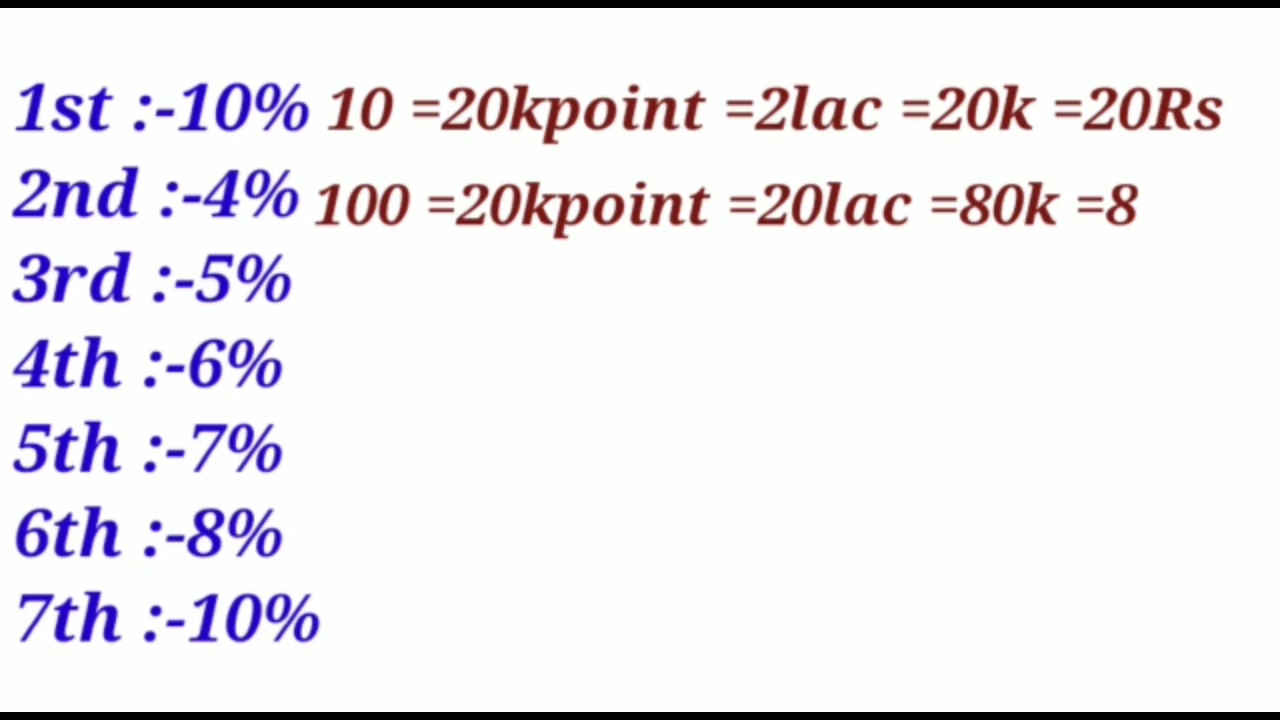 1st :-10% 10 =20kpoint =2lac =20k =20Rs
2nd :-4% 100 =20kpoint =20lac =80k =8
3rd :-5%
4th :-6%
5th :-7%
6th :-8%
7th :-10%